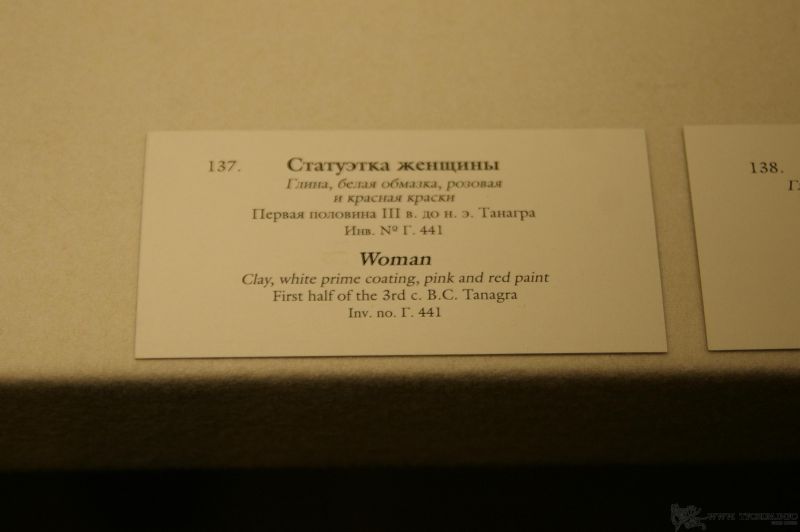 137.
Статуэтка женщины
Глина, белая обмазка, розовая
и красная краски
Первая половина III в. до н. э. Танагра
Инв. № Г. 441
Woman
Clay, white prime coating, pink and red paint
First half of the 3rd c. B.C. Tanagra
Inv. no. Г. 441
138.